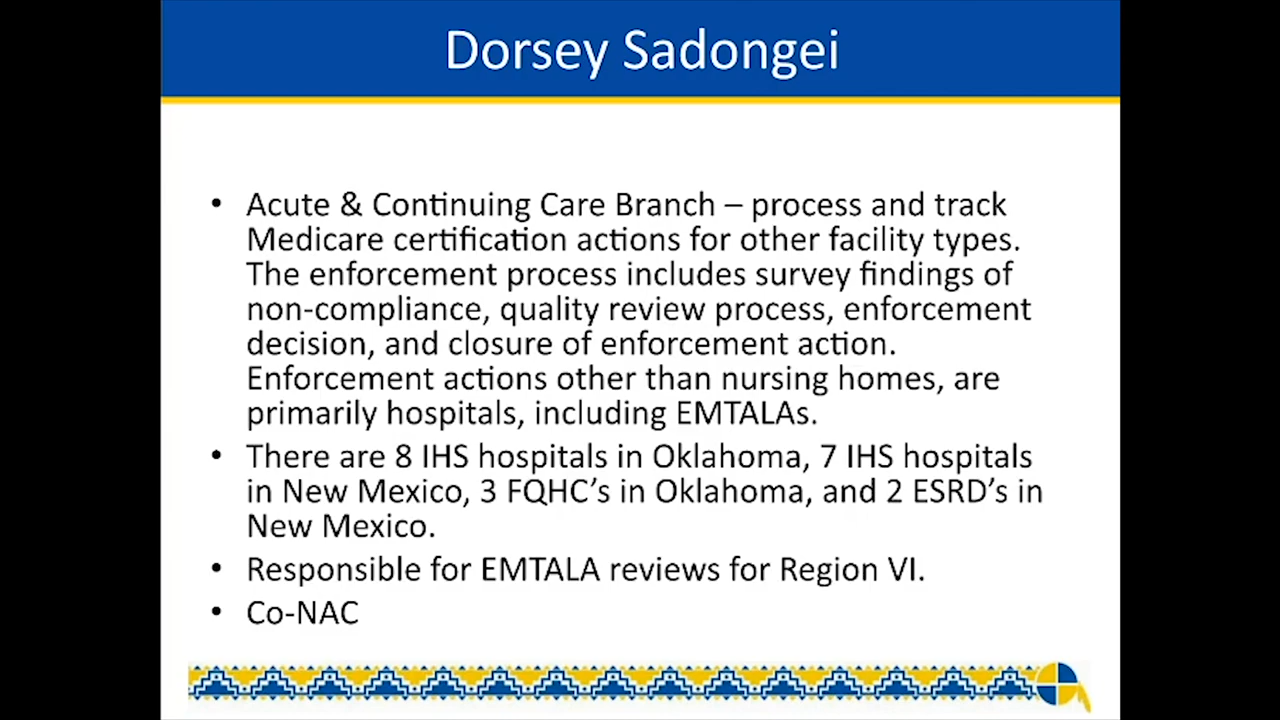 Dorsey Sadongei
• Acute & Continuing Care Branch – process and track
Medicare certification actions for other facility types.
The enforcement process includes survey findings of
non-compliance, quality review process, enforcement
decision, and closure of enforcement action.
Enforcement actions other than nursing homes, are
primarily hospitals, including EMTALAs.
• There are 8 IHS hospitals in Oklahoma, 7 IHS hospitals
in New Mexico, 3 FQHC’s in Oklahoma, and 2 ESRD’s in
New Mexico.
• Responsible for EMTALA reviews for Region VI.
• Co-NAC